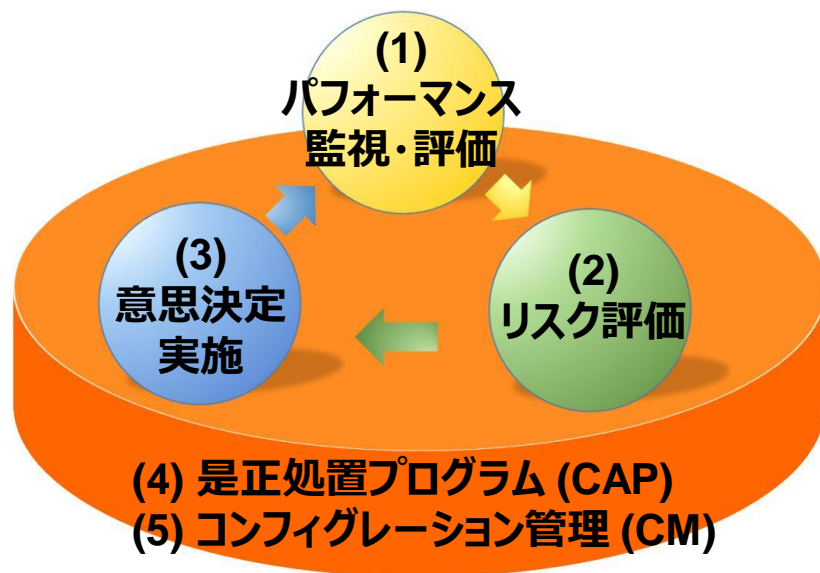 (1)
パフォーマンス
監視・評価
(2)
リスク評価
(3)
意思決定
実施
(4) 是正処置プログラム (CAP)
(5) コンフィグレーション管理 (CM)